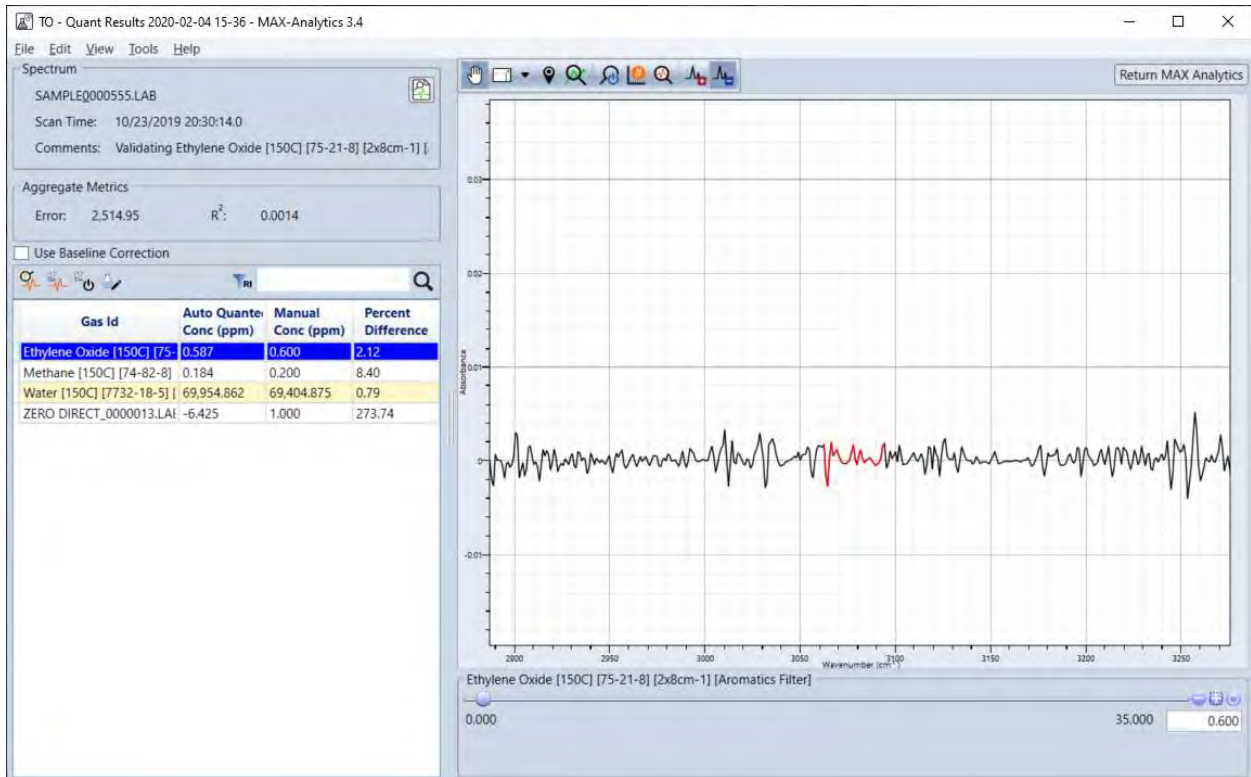 TO - Quant Results 2020-02-04 15-36 - MAX-Analytics 3.4
File Edit View Tools Help
Spectrum
SAMPLE0000555.LAB
Scan Time: 10/23/2019 20:30:14.0
Comments: Validating Ethylene Oxide [150C] [75-21-8] [2x8cm-1] [
Aggregate Metrics
Error: 2,514.95 R²: 0.0014
Use Baseline Correction
RI
Gas Id Auto Quante Conc (ppm) Manual Conc (ppm) Percent Difference
Ethylene Oxide [150C] [75- 0.587 0.600 2.12
Methane [150C] [74-82-8] 0.184 0.200 8.40
Water [150C] [7732-18-5] [ 69,954.862 69,404.875 0.79
ZERO DIRECT_0000013.LAI -6.425 1.000 273.74
Return MAX Analytics
0.03
0.02
0.01
0
-0.01
Absorbance
2900 2950 3000 3050 3100 3150 3200 3250
Wavenumber (cm-1)
Ethylene Oxide [150C] [75-21-8] [2x8cm-1] [Aromatics Filter]
0.000 35.000 0.600